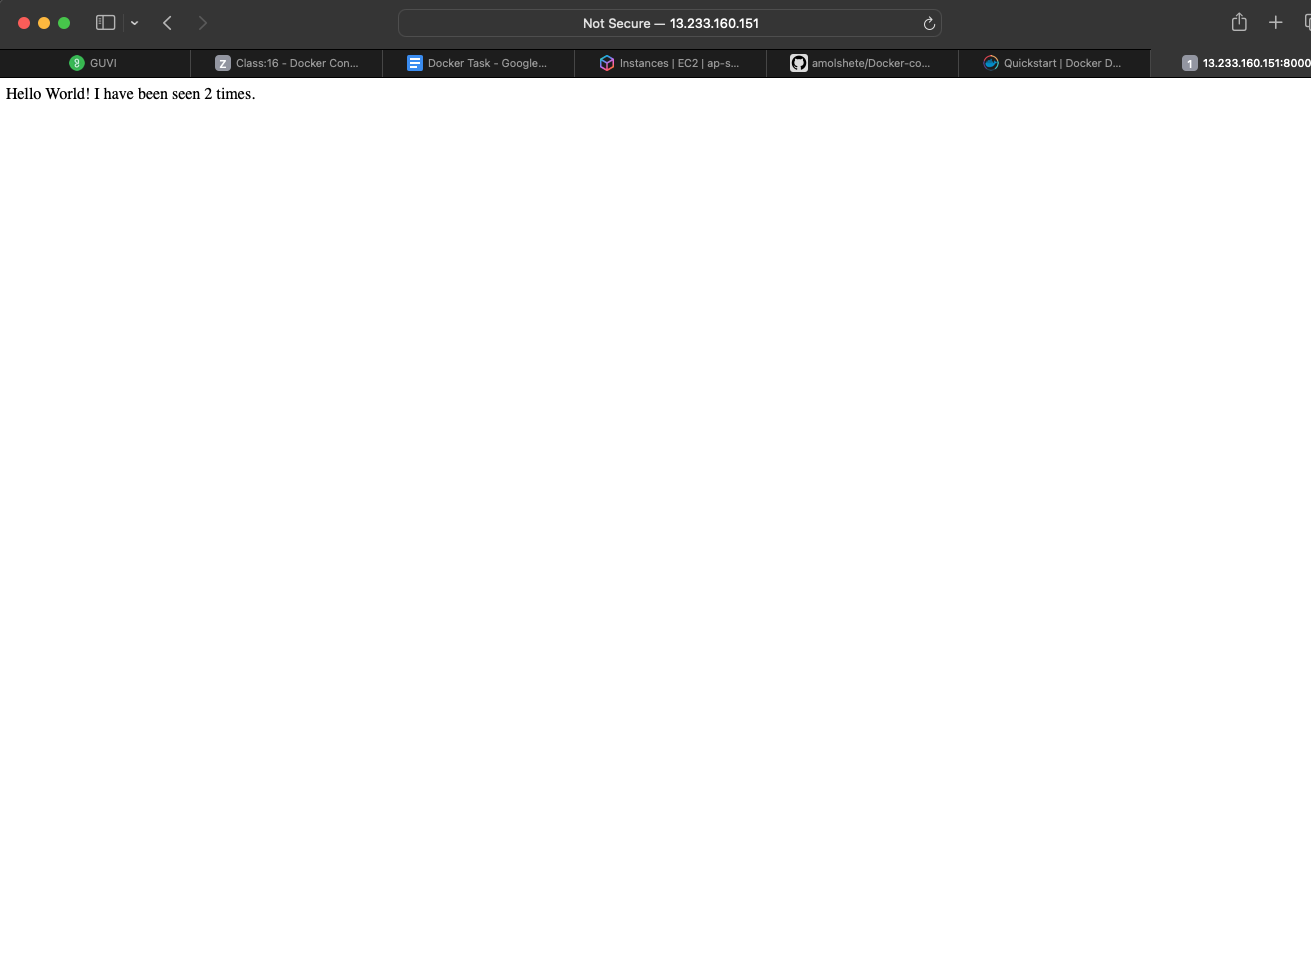 Not Secure — 13.233.160.151
GUVI
Z Class:16 - Docker Con...
Docker Task - Google...
Instances | EC2 | ap-s...
amolshete/Docker-co...
Quickstart | Docker D...
1 13.233.160.151:8000
Hello World! I have been seen 2 times.